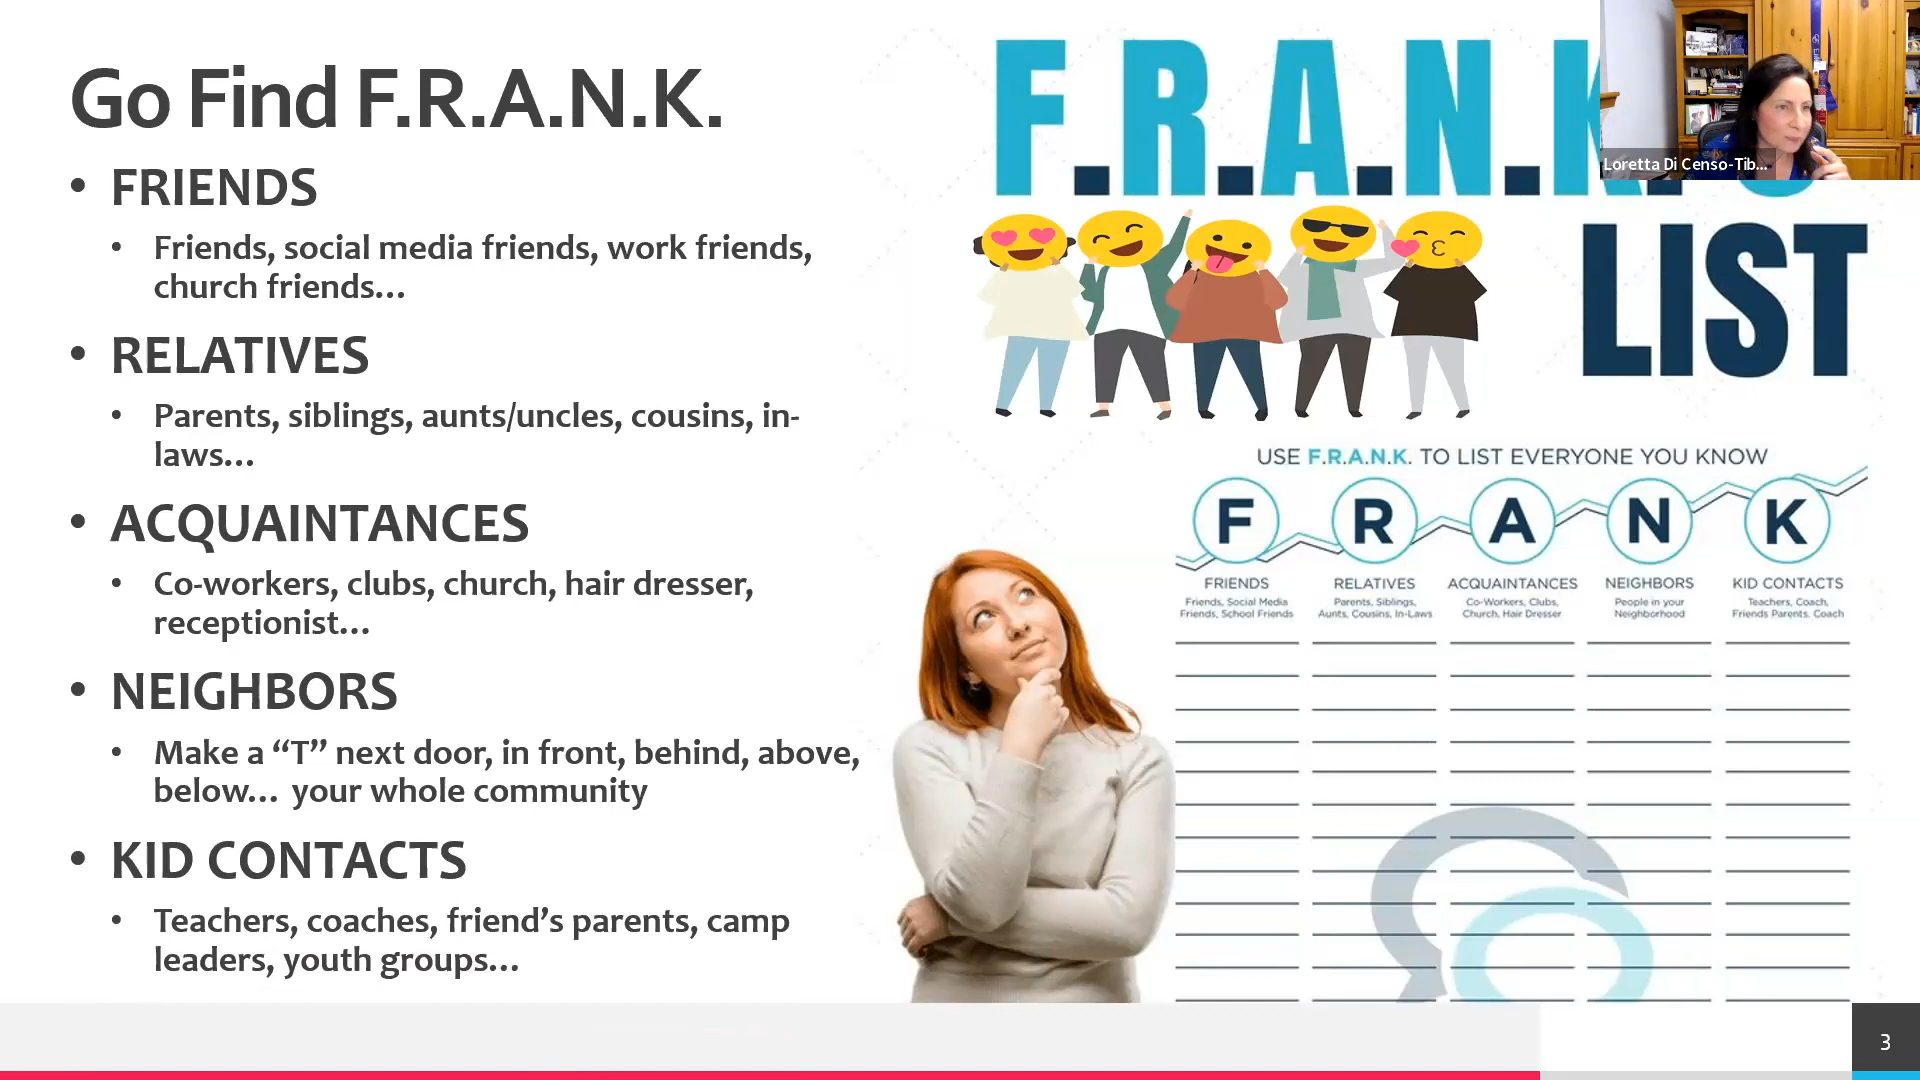 Go Find F.R.A.N.K.
• FRIENDS
• Friends, social media friends, work friends,
church friends...
• RELATIVES
• Parents, siblings, aunts/uncles, cousins, in-
laws...
• ACQUAINTANCES
• Co-workers, clubs, church, hair dresser,
receptionist...
• NEIGHBORS
• Make a “T” next door, in front, behind, above,
below... your whole community
• KID CONTACTS
• Teachers, coaches, friend’s parents, camp
leaders, youth groups...
F.R.A.N.K.
LIST
Loretta Di Censo-Tib...
USE F.R.A.N.K. TO LIST EVERYONE YOU KNOW
F R A N K
FRIENDS RELATIVES ACQUAINTANCES NEIGHBORS KID CONTACTS
Friends, Social Media Parents, Siblings, Co-Workers, Clubs, People in your Teachers, Coach,
Friends, School Friends Aunts, Cousins, In-Laws Church, Hair Dresser Neighborhood Friends Parents. Coach
3